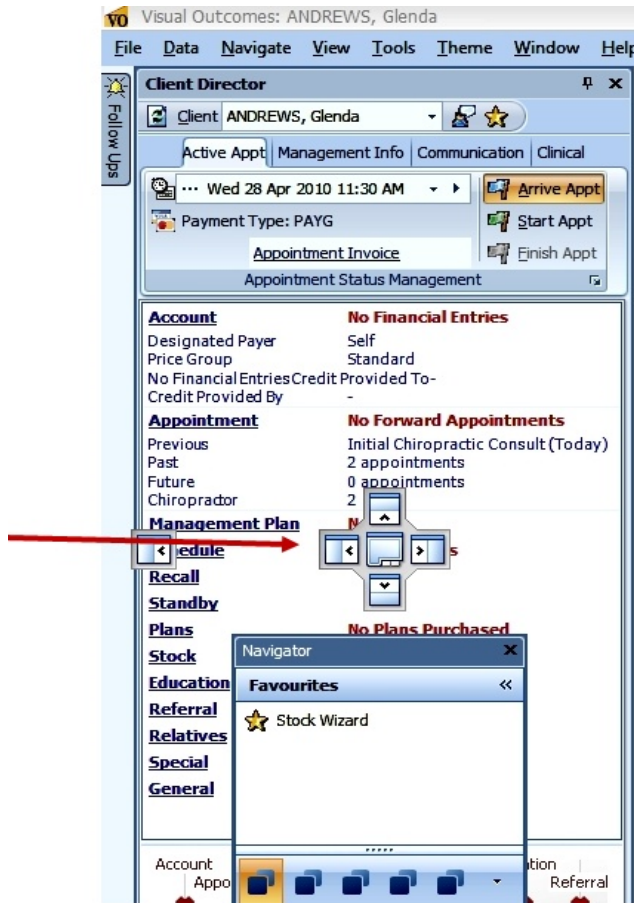 VO Visual Outcomes: ANDREWS, Glenda
File Data Navigate View Tools Theme Window Help
Follow Ups
Client Director
Client ANDREWS, Glenda
Active Appt Management Info Communication Clinical
... Wed 28 Apr 2010 11:30 AM
Arrive Appt
Payment Type: PAYG
Start Appt
Appointment Invoice
Finish Appt
Appointment Status Management
Account No Financial Entries
Designated Payer Self
Price Group Standard
No Financial Entries Credit Provided To-
Credit Provided By -
Appointment No Forward Appointments
Previous Initial Chiropractic Consult (Today)
Past 2 appointments
Future 0 appointments
Chiropractor 2
Management Plan
Recall
Standby
Plans No Plans Purchased
Stock
Education
Referral
Relatives
Special
General
Navigator
Favourites
Stock Wizard
Account
Appo
Referral